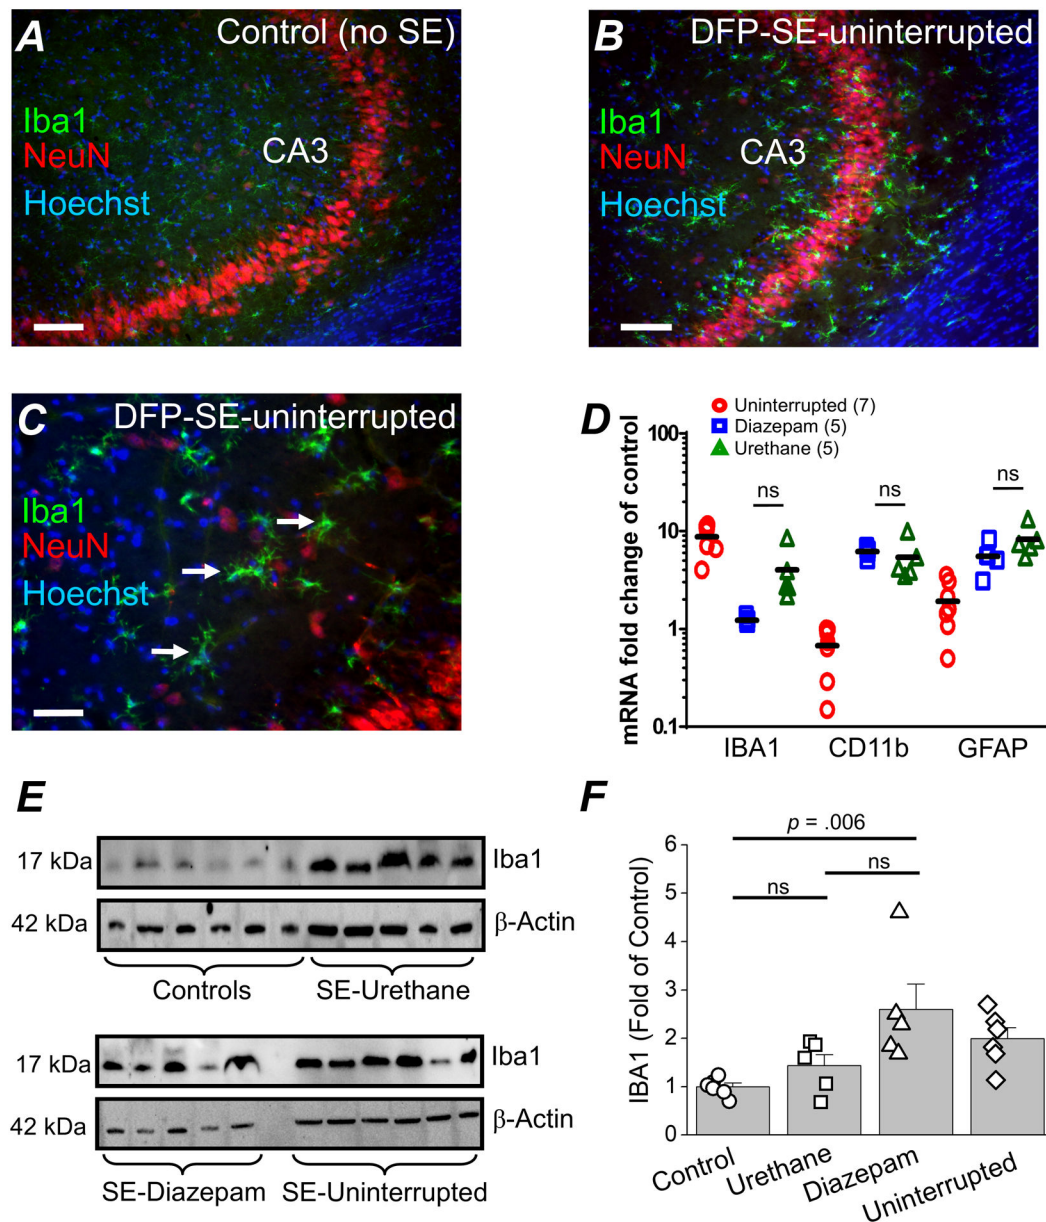 A
Control (no SE)
Iba1
NeuN
Hoechst
CA3
B
DFP-SE-uninterrupted
Iba1
NeuN
Hoechst
CA3
C
DFP-SE-uninterrupted
Iba1
NeuN
Hoechst
D
Uninterrupted (7)
Diazepam (5)
Urethane (5)
mRNA fold change of control
100
10
1
0.1
ns
ns
ns
IBA1
CD11b
GFAP
E
17 kDa
Iba1
42 kDa
β-Actin
Controls
SE-Urethane
17 kDa
Iba1
42 kDa
β-Actin
SE-Diazepam
SE-Uninterrupted
F
p = .006
ns
ns
IBA1 (Fold of Control)
6
5
4
3
2
1
0
Control
Urethane
Diazepam
Uninterrupted